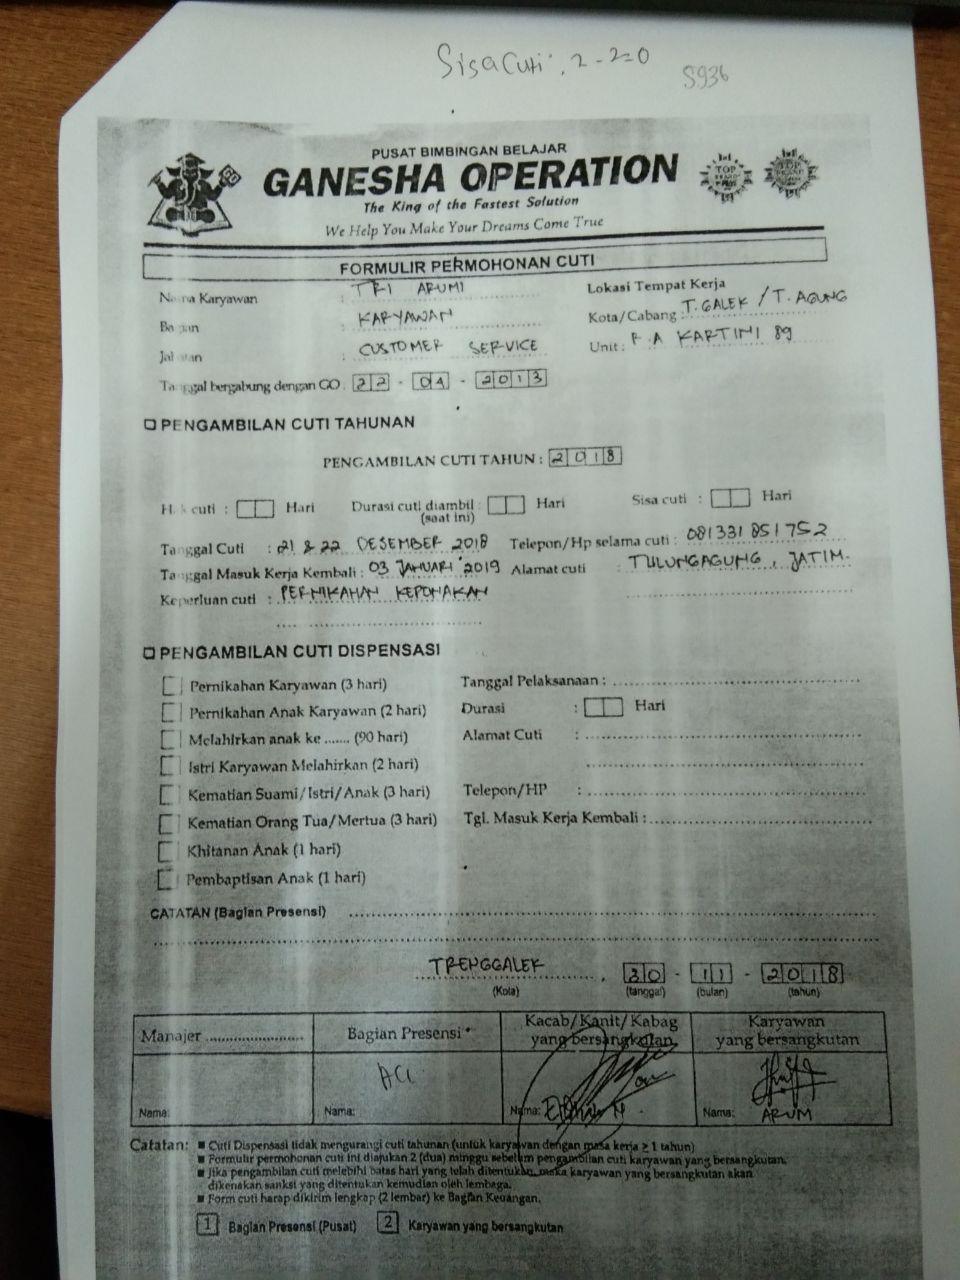 Sisa Cuti : 2 - 2 = 0
5936
PUSAT BIMBINGAN BELAJAR
GANESHA OPERATION
The King of the Fastest Solution
We Help You Make Your Dreams Come True
TOP BRAND
TOP BRAND
FORMULIR PERMOHONAN CUTI
Nama Karyawan : TRI ARUMI
Bagian : KARYAWAN
Jabatan : CUSTOMER SERVICE
Tanggal bergabung dengan GO : 22 - 04 - 2013
Lokasi Tempat Kerja
Kota/Cabang : T. GALEK / T. AGUNG
Unit : R.A KARTINI 89
PENGAMBILAN CUTI TAHUNAN
PENGAMBILAN CUTI TAHUN : 2018
Hak cuti : Hari Durasi cuti diambil : Hari Sisa cuti : Hari
(saat ini)
Tanggal Cuti : 21 & 22 DESEMBER 2018 Telepon/Hp selama cuti : 081331851752
Tanggal Masuk Kerja Kembali : 03 JANUARI 2019 Alamat cuti : TULUNGAGUNG, JATIM.
Keperluan cuti : PERNIKAHAN KEPONAKAN
PENGAMBILAN CUTI DISPENSASI
Pernikahan Karyawan (3 hari)
Pernikahan Anak Karyawan (2 hari)
Melahirkan anak ke ....... (90 hari)
Istri Karyawan Melahirkan (2 hari)
Kematian Suami/Istri/Anak (3 hari)
Kematian Orang Tua/Mertua (3 hari)
Khitanan Anak (1 hari)
Pembaptisan Anak (1 hari)
Tanggal Pelaksanaan :
Durasi : Hari
Alamat Cuti :
Telepon/HP :
Tgl. Masuk Kerja Kembali :
CATATAN (Bagian Presensi)
TRENGGALEK, 30 - 11 - 2018
(Kota) (tanggal) (bulan) (tahun)
Manajer ........................
Nama:
Bagian Presensi
ACC
Nama:
Kacab/Kanit/Kabag
yang bersangkutan
Nama:
Karyawan
yang bersangkutan
Nama: ARUM
Catatan:
■ Cuti Dispensasi tidak mengurangi cuti tahunan (untuk karyawan dengan masa kerja ≥ 1 tahun)
■ Formulir permohonan cuti ini diajukan 2 (dua) minggu sebelum pengambilan cuti karyawan yang bersangkutan.
■ Jika pengambilan cuti melebihi batas hari yang telah ditentukan, maka karyawan yang bersangkutan akan
dikenakan sanksi yang ditentukan kemudian oleh lembaga.
■ Form cuti harap dikirim lengkap (2 lembar) ke Bagian Keuangan.
1 Bagian Presensi (Pusat) 2 Karyawan yang bersangkutan